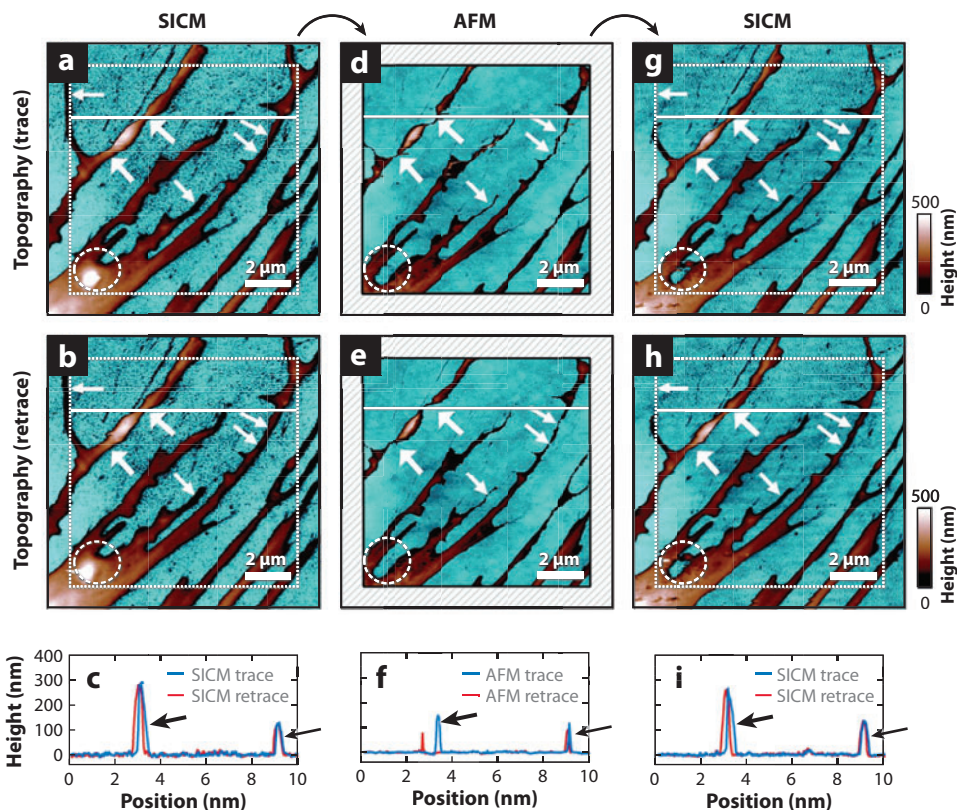 SICM AFM SICM
Topography (trace)
a d g
2 µm 2 µm 2 µm
500
0
Height (nm)
Topography (retrace)
b e h
2 µm 2 µm 2 µm
500
0
Height (nm)
Height (nm)
400
300
200
100
0
c
SICM trace
SICM retrace
0 2 4 6 8 10
Position (nm)
f
AFM trace
AFM retrace
0 2 4 6 8 10
Position (nm)
i
SICM trace
SICM retrace
0 2 4 6 8 10
Position (nm)